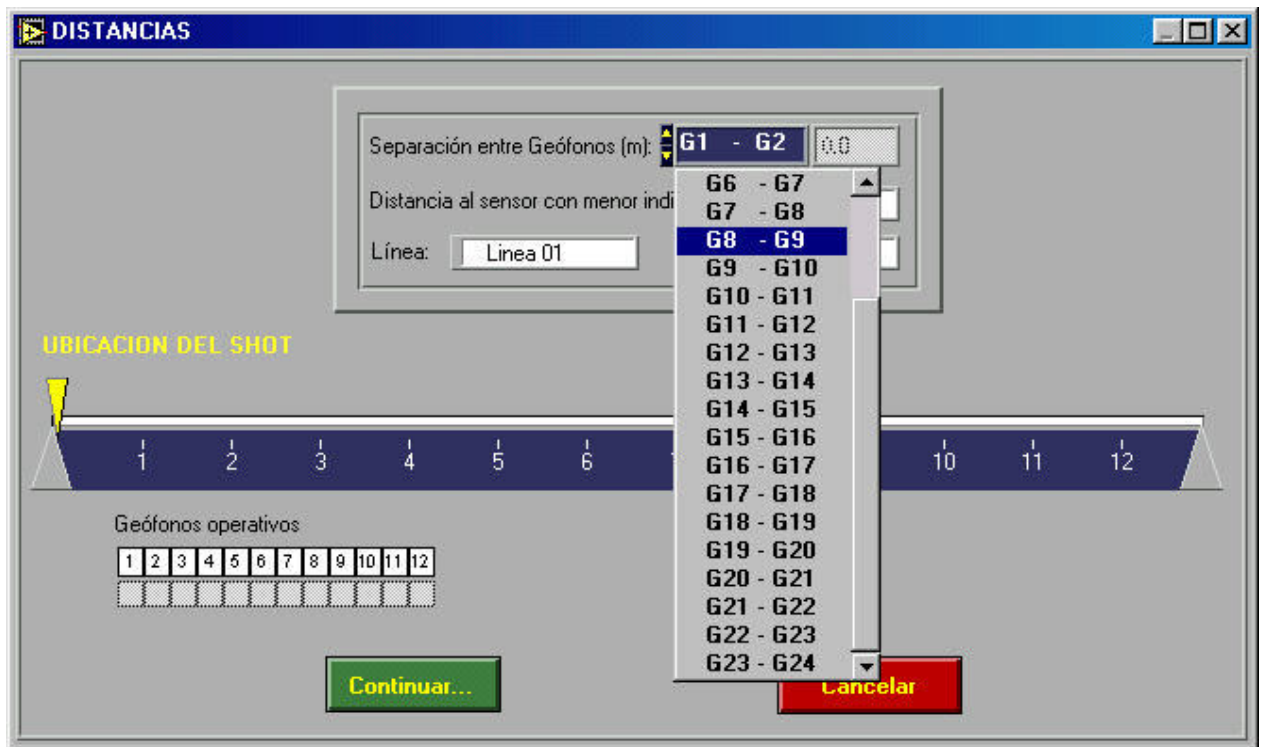 DISTANCIAS
Separación entre Geófonos (m): G1 - G2 0.0
Distancia al sensor con menor indi
Línea: Linea 01
G6 - G7
G7 - G8
G8 - G9
G9 - G10
G10 - G11
G11 - G12
G12 - G13
G13 - G14
G14 - G15
G15 - G16
G16 - G17
G17 - G18
G18 - G19
G19 - G20
G20 - G21
G21 - G22
G22 - G23
G23 - G24
UBICACION DEL SHOT
1 2 3 4 5 6 10 11 12
Geófonos operativos
1 2 3 4 5 6 7 8 9 10 11 12
Continuar... Cancelar